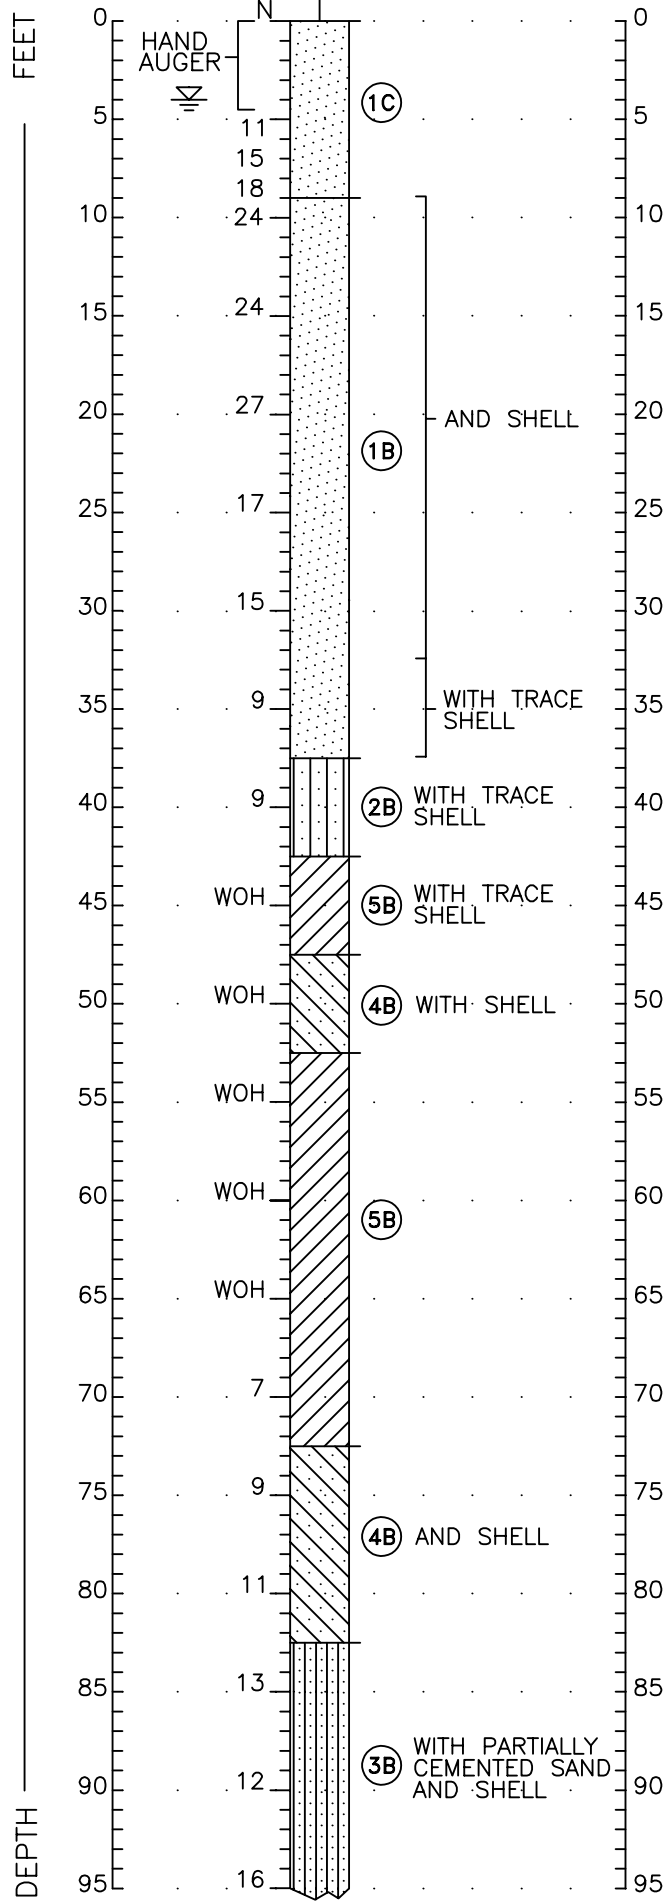 FEET
N
0
0
HAND
AUGER
1C
5
11
5
15
18
10
24
10
15
24
15
20
27
AND SHELL
20
1B
25
17
25
30
15
30
35
9
WITH TRACE
SHELL
35
40
9
2B
WITH TRACE
SHELL
40
45
WOH
5B
WITH TRACE
SHELL
45
50
WOH
4B
WITH SHELL
50
55
WOH
55
60
WOH
60
5B
65
WOH
65
70
7
70
75
9
75
4B
AND SHELL
80
11
80
85
13
85
3B
WITH PARTIALLY
CEMENTED SAND
AND SHELL
90
12
90
DEPTH
95
16
95